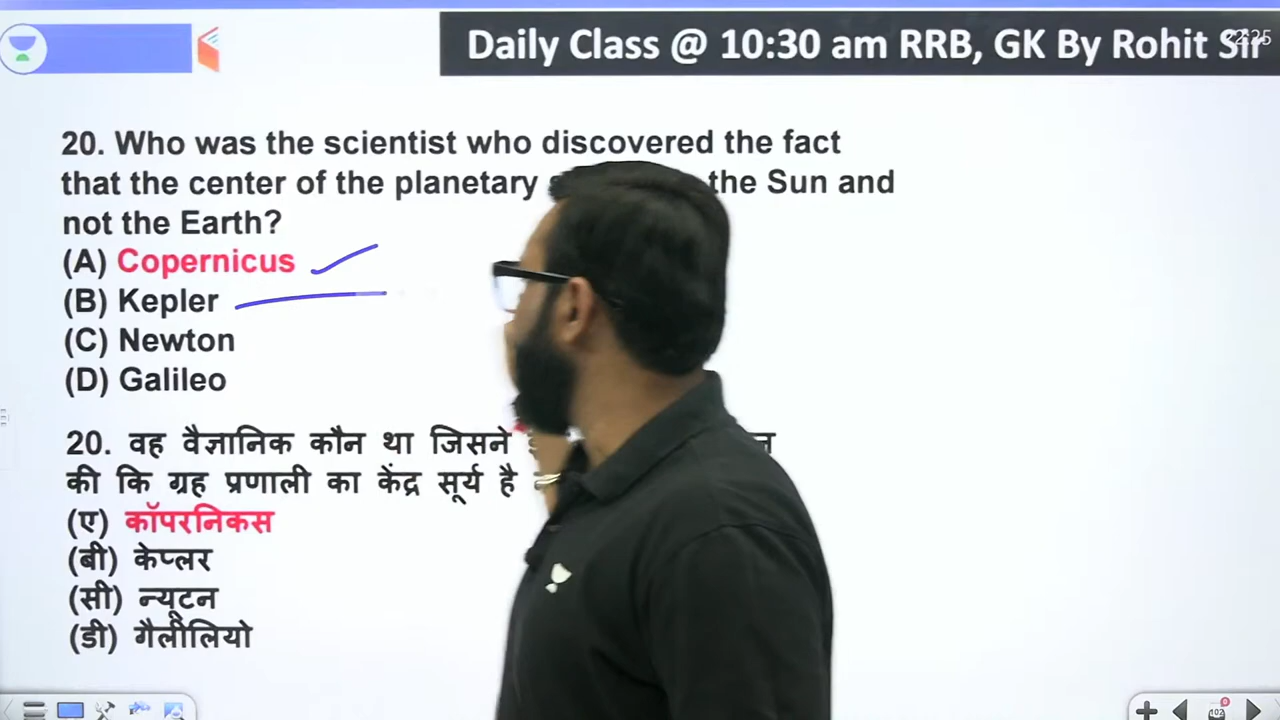 Daily Class @ 10:30 am RRB, GK By Rohit Sir
20. Who was the scientist who discovered the fact
that the center of the planetary the Sun and
not the Earth?
(A) Copernicus
(B) Kepler
(C) Newton
(D) Galileo
20. वह वैज्ञानिक कौन था जिसने
की कि ग्रह प्रणाली का केंद्र सूर्य है
(ए) कॉपरनिकस
(बी) केप्लर
(सी) न्यूटन
(डी) गैलीलियो
102